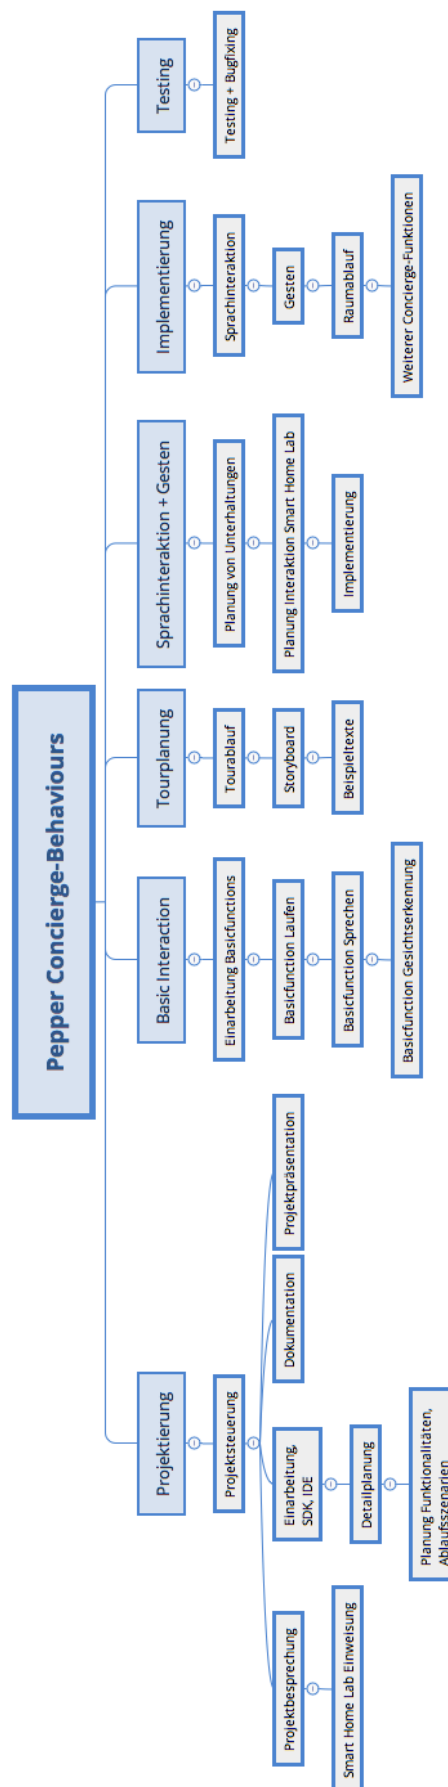 Pepper Concierge-Behaviours
Projektierung
Projektsteuerung
Projektbesprechung
Smart Home Lab Einweisung
Einarbeitung,
SDK, IDE
Detailplanung
Planung Funktionalitäten,
Ablaufsszenarien
Dokumentation
Projektpräsentation
Basic Interaction
Einarbeitung Basicfunctions
Basicfunction Laufen
Basicfunction Sprechen
Basicfunction Gesichtserkennung
Tourplanung
Tourablauf
Storyboard
Beispieltexte
Sprachinteraktion + Gesten
Planung von Unterhaltungen
Planung Interaktion Smart Home Lab
Implementierung
Implementierung
Sprachinteraktion
Gesten
Raumablauf
Weiterer Concierge-Funktionen
Testing
Testing + Bugfixing